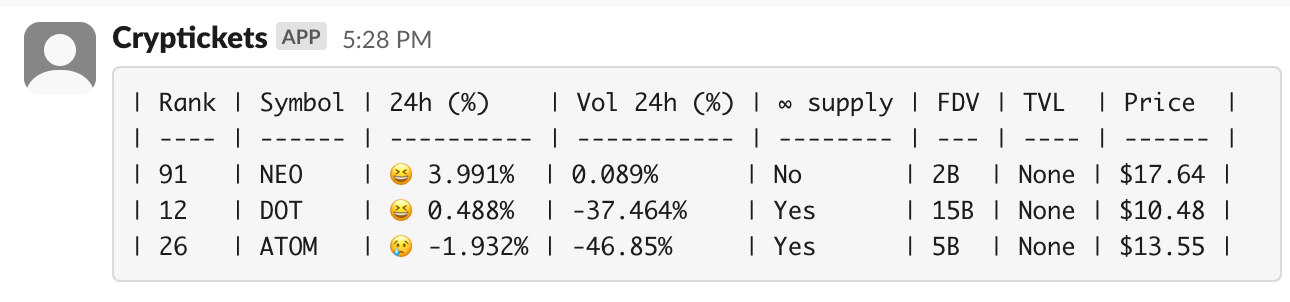 Cryptickets APP 5:28 PM
| Rank | Symbol | 24h (%) | Vol 24h (%) | ∞ supply | FDV | TVL | Price |
| ---- | ------ | ---------- | ----------- | -------- | --- | ---- | ------ |
| 91 | NEO | 😆 3.991% | 0.089% | No | 2B | None | $17.64 |
| 12 | DOT | 😆 0.488% | -37.464% | Yes | 15B | None | $10.48 |
| 26 | ATOM | 😢 -1.932% | -46.85% | Yes | 5B | None | $13.55 |